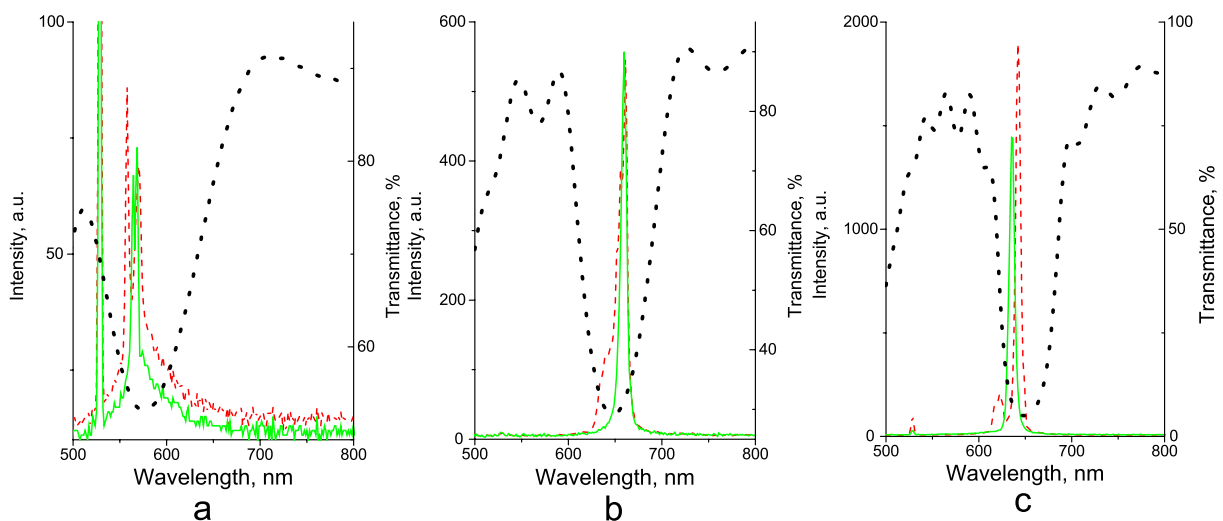 100
50
500
600
700
800
80
60
Intensity, a.u.
Transmittance, %
Wavelength, nm
a
600
400
200
0
500
600
700
800
80
60
40
Intensity, a.u.
Transmittance, %
Wavelength, nm
b
2000
1000
0
500
600
700
800
100
50
0
Intensity, a.u.
Transmittance, %
Wavelength, nm
c